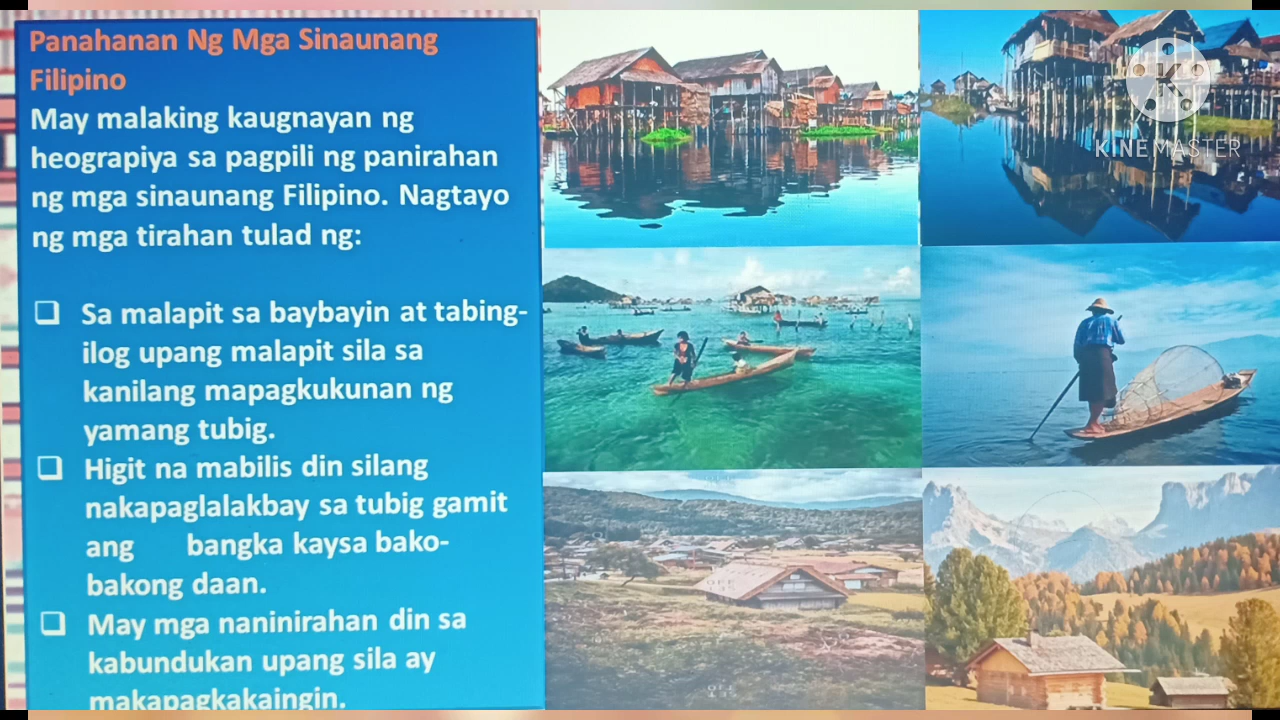 Panahanan Ng Mga Sinaunang
Filipino
May malaking kaugnayan ng
heograpiya sa pagpili ng panirahan
ng mga sinaunang Filipino. Nagtayo
ng mga tirahan tulad ng:
Sa malapit sa baybayin at tabing-
ilog upang malapit sila sa
kanilang mapagkukunan ng
yamang tubig.
Higit na mabilis din silang
nakapaglalakbay sa tubig gamit
ang bangka kaysa bako-
bakong daan.
May mga naninirahan din sa
kabundukan upang sila ay
makapagkakaingin.
KINEMASTER